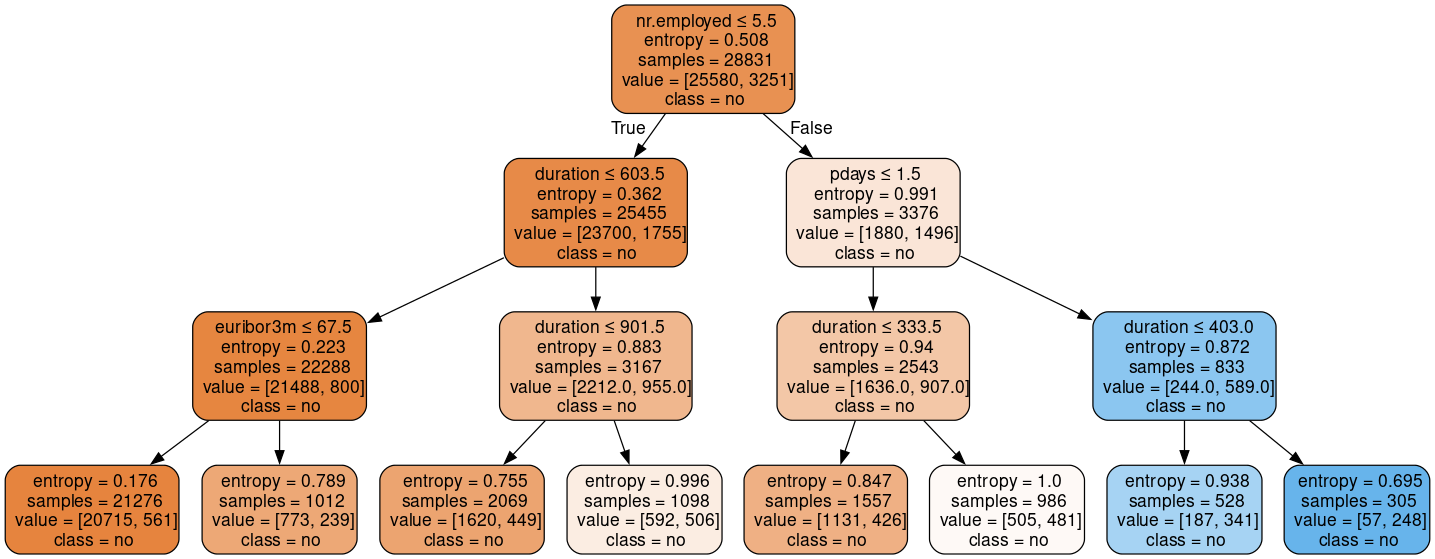 nr.employed ≤ 5.5
entropy = 0.508
samples = 28831
value = [25580, 3251]
class = no
True
False
duration ≤ 603.5
entropy = 0.362
samples = 25455
value = [23700, 1755]
class = no
pdays ≤ 1.5
entropy = 0.991
samples = 3376
value = [1880, 1496]
class = no
euribor3m ≤ 67.5
entropy = 0.223
samples = 22288
value = [21488, 800]
class = no
duration ≤ 901.5
entropy = 0.883
samples = 3167
value = [2212.0, 955.0]
class = no
duration ≤ 333.5
entropy = 0.94
samples = 2543
value = [1636.0, 907.0]
class = no
duration ≤ 403.0
entropy = 0.872
samples = 833
value = [244.0, 589.0]
class = no
entropy = 0.176
samples = 21276
value = [20715, 561]
class = no
entropy = 0.789
samples = 1012
value = [773, 239]
class = no
entropy = 0.755
samples = 2069
value = [1620, 449]
class = no
entropy = 0.996
samples = 1098
value = [592, 506]
class = no
entropy = 0.847
samples = 1557
value = [1131, 426]
class = no
entropy = 1.0
samples = 986
value = [505, 481]
class = no
entropy = 0.938
samples = 528
value = [187, 341]
class = no
entropy = 0.695
samples = 305
value = [57, 248]
class = no